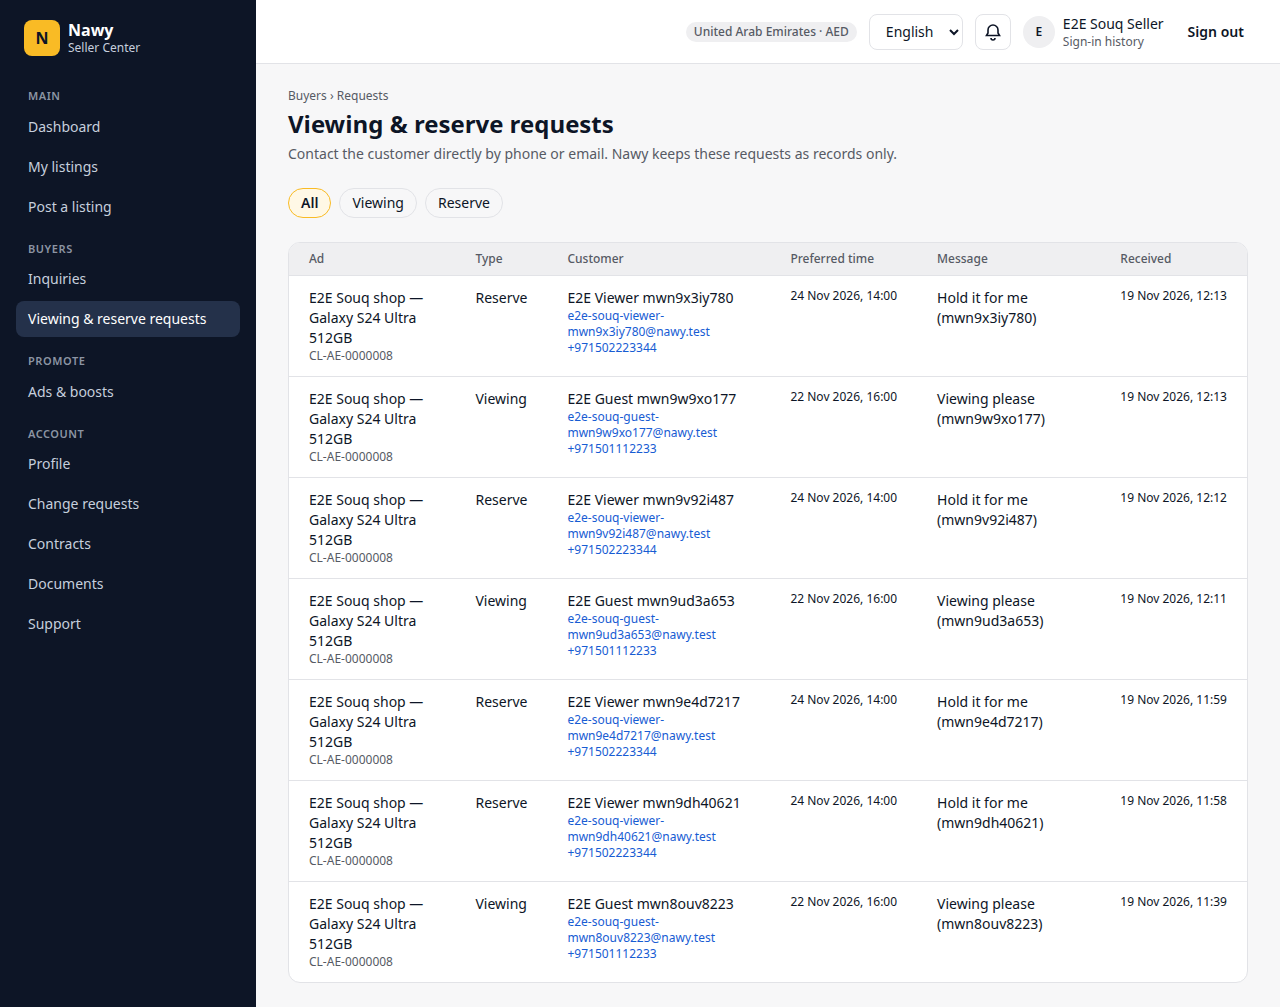 N
Nawy
Seller Center
MAIN
Dashboard
My listings
Post a listing
BUYERS
Inquiries
Viewing & reserve requests
PROMOTE
Ads & boosts
ACCOUNT
Profile
Change requests
Contracts
Documents
Support
United Arab Emirates · AED
English
E
E2E Souq Seller
Sign-in history
Sign out
Buyers › Requests
Viewing & reserve requests
Contact the customer directly by phone or email. Nawy keeps these requests as records only.
All
Viewing
Reserve
Ad Type Customer Preferred time Message Received
E2E Souq shop — Reserve E2E Viewer mwn9x3iy780 24 Nov 2026, 14:00 Hold it for me 19 Nov 2026, 12:13
Galaxy S24 Ultra e2e-souq-viewer- (mwn9x3iy780)
512GB mwn9x3iy780@nawy.test
CL-AE-0000008 +971502223344
E2E Souq shop — Viewing E2E Guest mwn9w9xo177 22 Nov 2026, 16:00 Viewing please 19 Nov 2026, 12:13
Galaxy S24 Ultra e2e-souq-guest- (mwn9w9xo177)
512GB mwn9w9xo177@nawy.test
CL-AE-0000008 +971501112233
E2E Souq shop — Reserve E2E Viewer mwn9v92i487 24 Nov 2026, 14:00 Hold it for me 19 Nov 2026, 12:12
Galaxy S24 Ultra e2e-souq-viewer- (mwn9v92i487)
512GB mwn9v92i487@nawy.test
CL-AE-0000008 +971502223344
E2E Souq shop — Viewing E2E Guest mwn9ud3a653 22 Nov 2026, 16:00 Viewing please 19 Nov 2026, 12:11
Galaxy S24 Ultra e2e-souq-guest- (mwn9ud3a653)
512GB mwn9ud3a653@nawy.test
CL-AE-0000008 +971501112233
E2E Souq shop — Reserve E2E Viewer mwn9e4d7217 24 Nov 2026, 14:00 Hold it for me 19 Nov 2026, 11:59
Galaxy S24 Ultra e2e-souq-viewer- (mwn9e4d7217)
512GB mwn9e4d7217@nawy.test
CL-AE-0000008 +971502223344
E2E Souq shop — Reserve E2E Viewer mwn9dh40621 24 Nov 2026, 14:00 Hold it for me 19 Nov 2026, 11:58
Galaxy S24 Ultra e2e-souq-viewer- (mwn9dh40621)
512GB mwn9dh40621@nawy.test
CL-AE-0000008 +971502223344
E2E Souq shop — Viewing E2E Guest mwn8ouv8223 22 Nov 2026, 16:00 Viewing please 19 Nov 2026, 11:39
Galaxy S24 Ultra e2e-souq-guest- (mwn8ouv8223)
512GB mwn8ouv8223@nawy.test
CL-AE-0000008 +971501112233